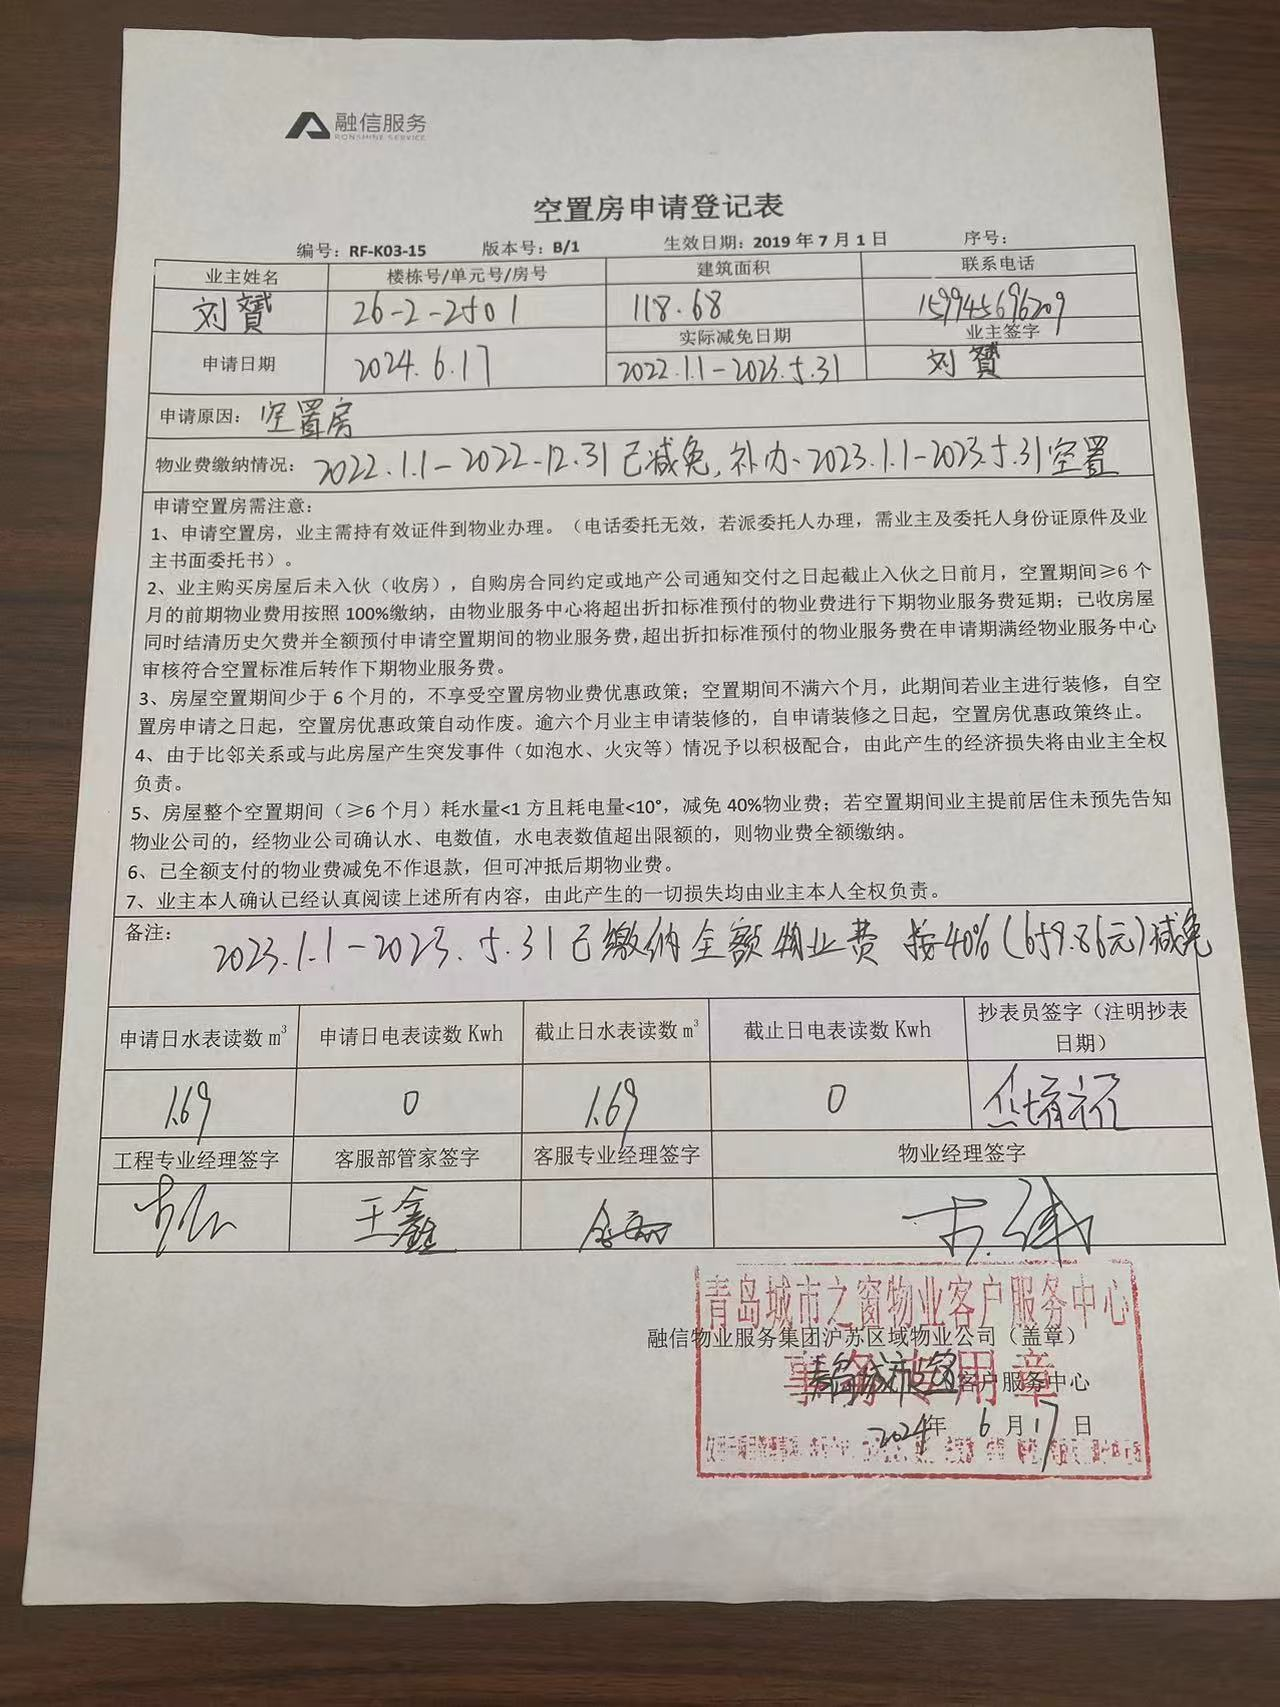 融信服务
RONSHINE SERVICE
空置房申请登记表
编号：RF-K03-15 版本号：B/1 生效日期：2019 年 7 月 1 日 序号：
业主姓名 楼栋号/单元号/房号 建筑面积 联系电话
刘赟 26-2-2501 118.68 159945696209
申请日期 2024.6.17 实际减免日期 业主签字
2022.1.1-2023.5.31 刘赟
申请原因：空置房
物业费缴纳情况：2022.1.1-2022.12.31已减免,补办2023.1.1-2023.5.31空置
申请空置房需注意：
1、申请空置房，业主需持有效证件到物业办理。（电话委托无效，若派委托人办理，需业主及委托人身份证原件及业
主书面委托书）。
2、业主购买房屋后未入伙（收房），自购房合同约定或地产公司通知交付之日起截止入伙之日前月，空置期间≥6 个
月的前期物业费用按照 100%缴纳，由物业服务中心将超出折扣标准预付的物业费进行下期物业服务费延期；已收房屋
同时结清历史欠费并全额预付申请空置期间的物业服务费，超出折扣标准预付的物业服务费在申请期满经物业服务中心
审核符合空置标准后转作下期物业服务费。
3、房屋空置期间少于 6 个月的，不享受空置房物业费优惠政策；空置期间不满六个月，此期间若业主进行装修，自空
置房申请之日起，空置房优惠政策自动作废。逾六个月业主申请装修的，自申请装修之日起，空置房优惠政策终止。
4、由于比邻关系或与此房屋产生突发事件（如泡水、火灾等）情况予以积极配合，由此产生的经济损失将由业主全权
负责。
5、房屋整个空置期间（≥6 个月）耗水量<1 方且耗电量<10°，减免 40%物业费；若空置期间业主提前居住未预先告知
物业公司的，经物业公司确认水、电数值，水电表数值超出限额的，则物业费全额缴纳。
6、已全额支付的物业费减免不作退款，但可冲抵后期物业费。
7、业主本人确认已经认真阅读上述所有内容，由此产生的一切损失均由业主本人全权负责。
备注：2023.1.1-2023.5.31已缴纳全额物业费 按40%(659.86元)减免
申请日水表读数 m³ 申请日电表读数 Kwh 截止日水表读数 m³ 截止日电表读数 Kwh 抄表员签字（注明抄表
日期）
1.69 0 1.69 0
工程专业经理签字 客服部管家签字 客服专业经理签字 物业经理签字
王鑫
青岛城市之窗物业客户服务中心
融信物业服务集团沪苏区域物业公司（盖章）
事务专用章
青岛城市之窗客户服务中心
2024年 6 月 17 日